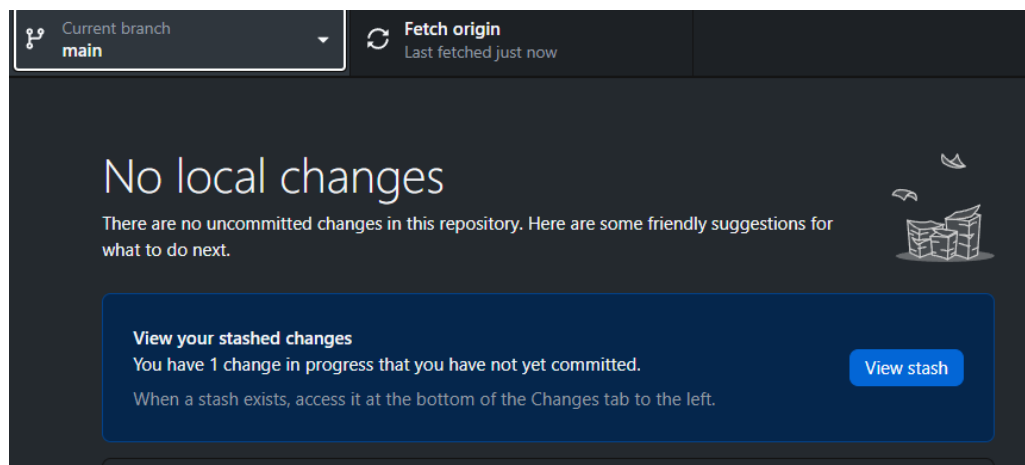 Current branch
main
Fetch origin
Last fetched just now
No local changes
There are no uncommitted changes in this repository. Here are some friendly suggestions for
what to do next.
View your stashed changes
You have 1 change in progress that you have not yet committed.
View stash
When a stash exists, access it at the bottom of the Changes tab to the left.